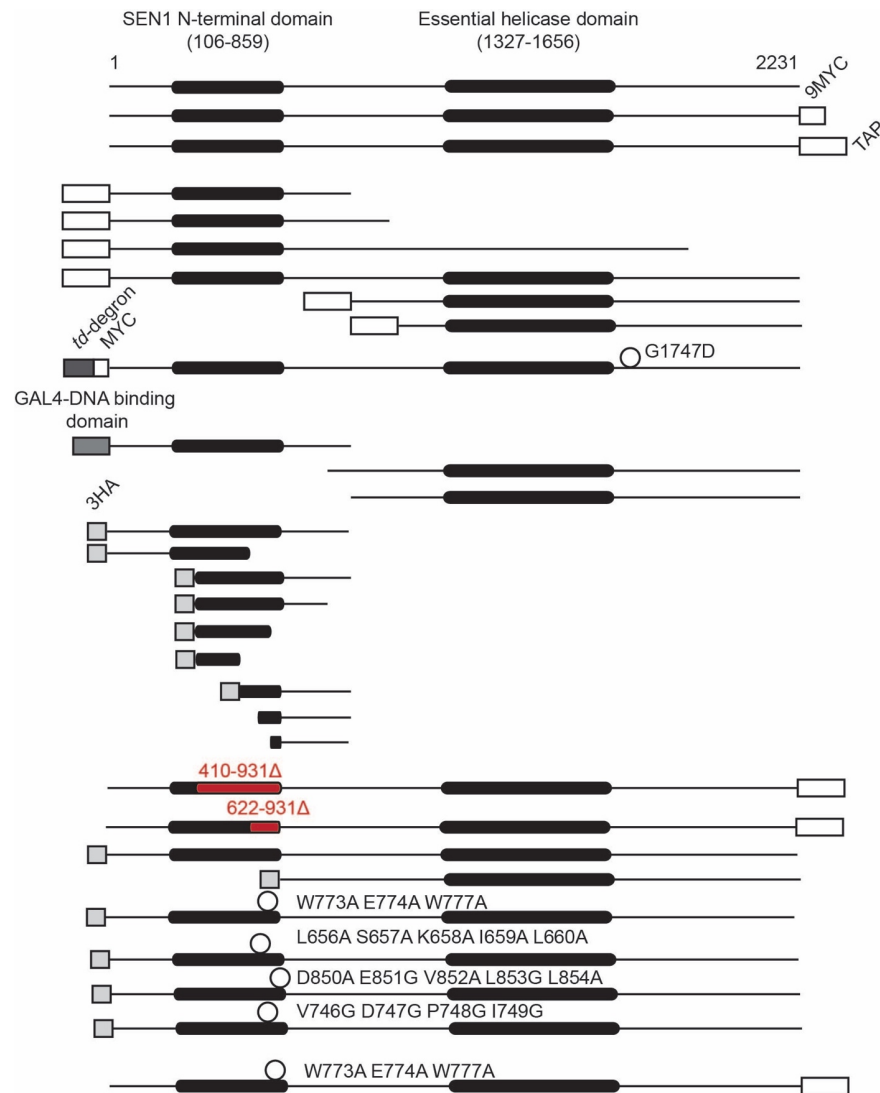 SEN1 N-terminal domain
(106-859)
Essential helicase domain
(1327-1656)
1
2231
9MYC
TAP
td-degron
MYC
G1747D
GAL4-DNA binding
domain
3HA
410-931Δ
622-931Δ
W773A E774A W777A
L656A S657A K658A I659A L660A
D850A E851G V852A L853G L854A
V746G D747G P748G I749G
W773A E774A W777A